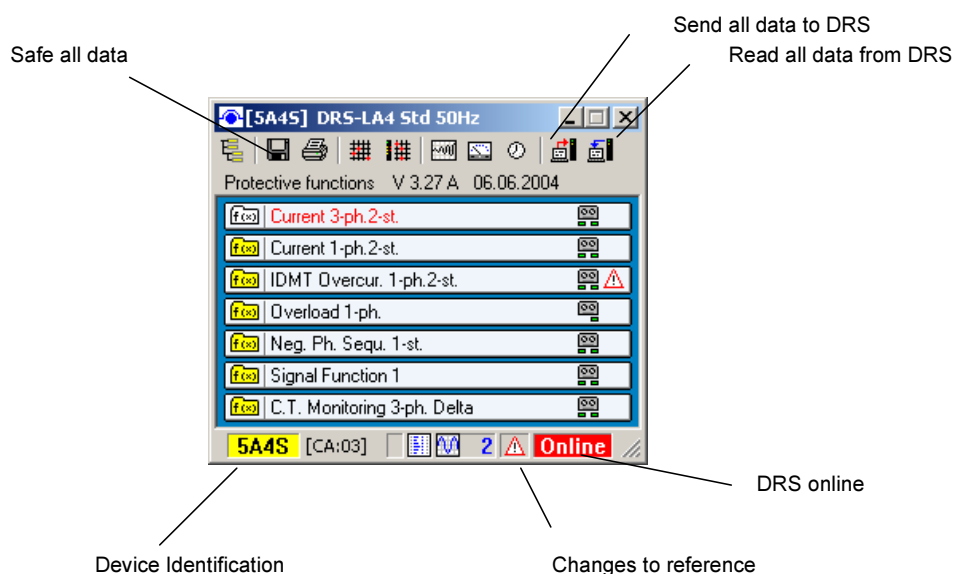 Send all data to DRS
Safe all data
Read all data from DRS
[5A4S] DRS-LA4 Std 50Hz
Protective functions V 3.27 A 06.06.2004
f(x) Current 3-ph.2-st.
f(x) Current 1-ph.2-st.
f(x) IDMT Overcur. 1-ph.2-st.
f(x) Overload 1-ph.
f(x) Neg. Ph. Sequ. 1-st.
f(x) Signal Function 1
f(x) C.T. Monitoring 3-ph. Delta
5A4S [CA:03] 2 Online
DRS online
Device Identification
Changes to reference